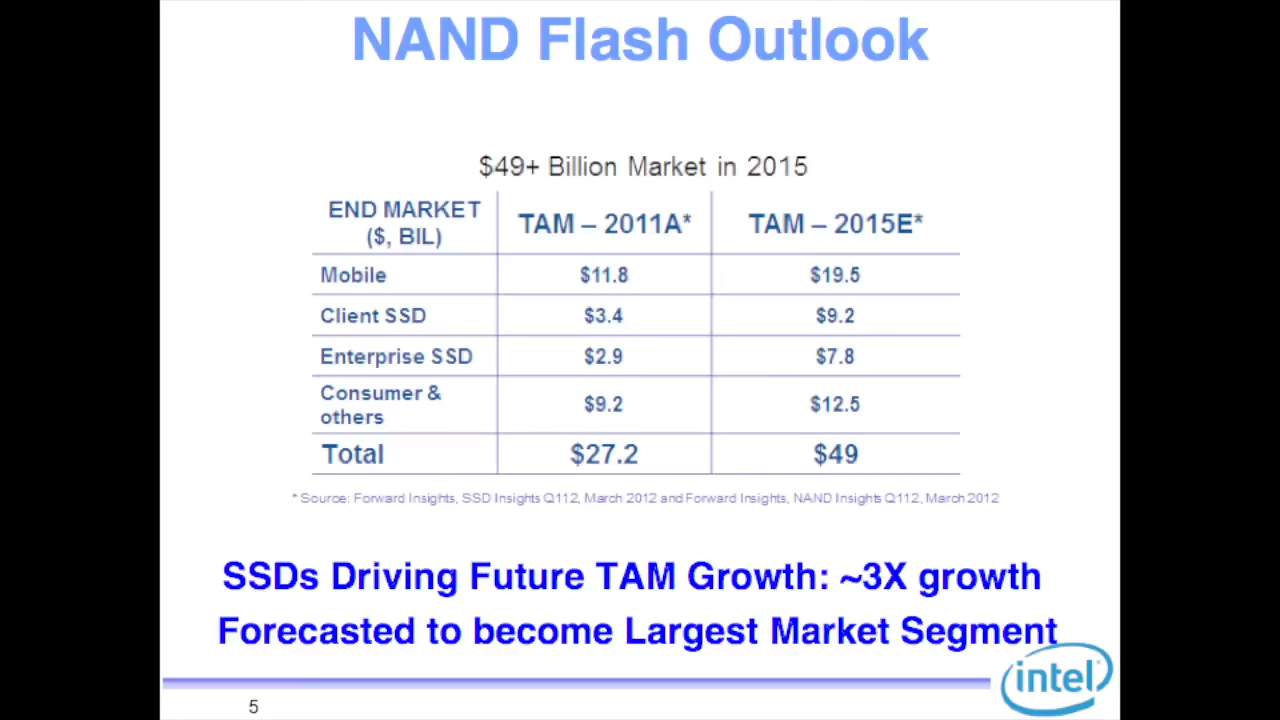 NAND Flash Outlook
$49+ Billion Market in 2015
END MARKET ($, BIL) TAM – 2011A* TAM – 2015E*
Mobile $11.8 $19.5
Client SSD $3.4 $9.2
Enterprise SSD $2.9 $7.8
Consumer & others $9.2 $12.5
Total $27.2 $49
* Source: Forward Insights, SSD Insights Q112, March 2012 and Forward Insights, NAND Insights Q112, March 2012
SSDs Driving Future TAM Growth: ~3X growth
Forecasted to become Largest Market Segment
intel
5